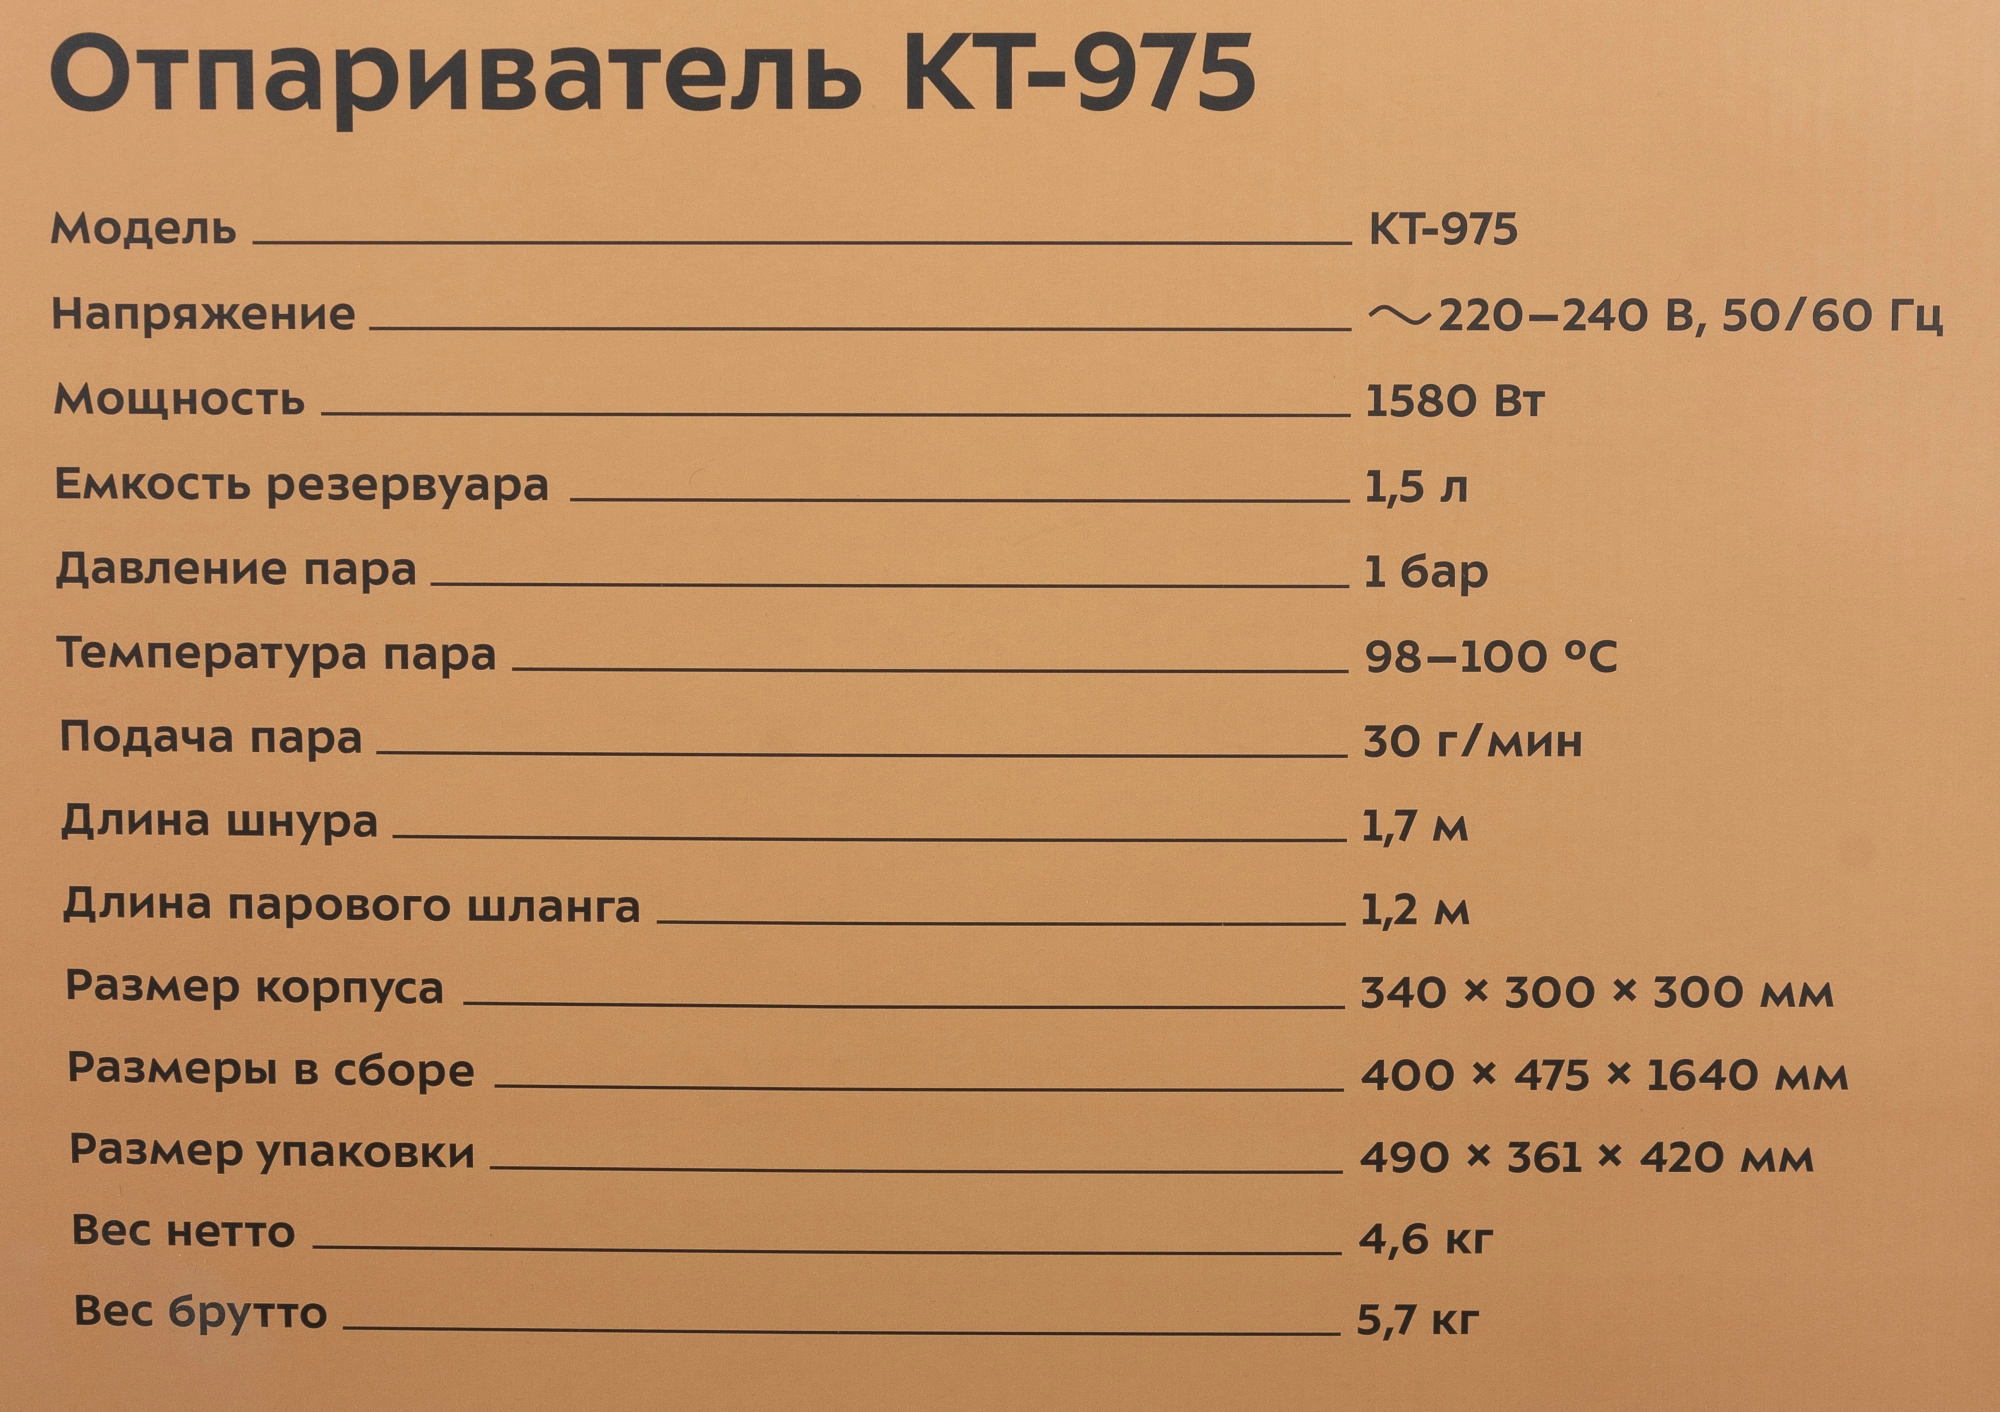 Отпариватель КТ-975
Модель КТ-975
Напряжение ~220–240 В, 50/60 Гц
Мощность 1580 Вт
Емкость резервуара 1,5 л
Давление пара 1 бар
Температура пара 98–100 °С
Подача пара 30 г/мин
Длина шнура 1,7 м
Длина парового шланга 1,2 м
Размер корпуса 340 × 300 × 300 мм
Размеры в сборе 400 × 475 × 1640 мм
Размер упаковки 490 × 361 × 420 мм
Вес нетто 4,6 кг
Вес брутто 5,7 кг